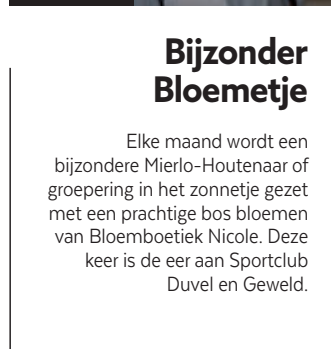 Bijzonder
Bloemetje
Elke maand wordt een
bijzondere Mierlo-Houtenaar of
groepering in het zonnetje gezet
met een prachtige bos bloemen
van Bloemboetiek Nicole. Deze
keer is de eer aan Sportclub
Duvel en Geweld.